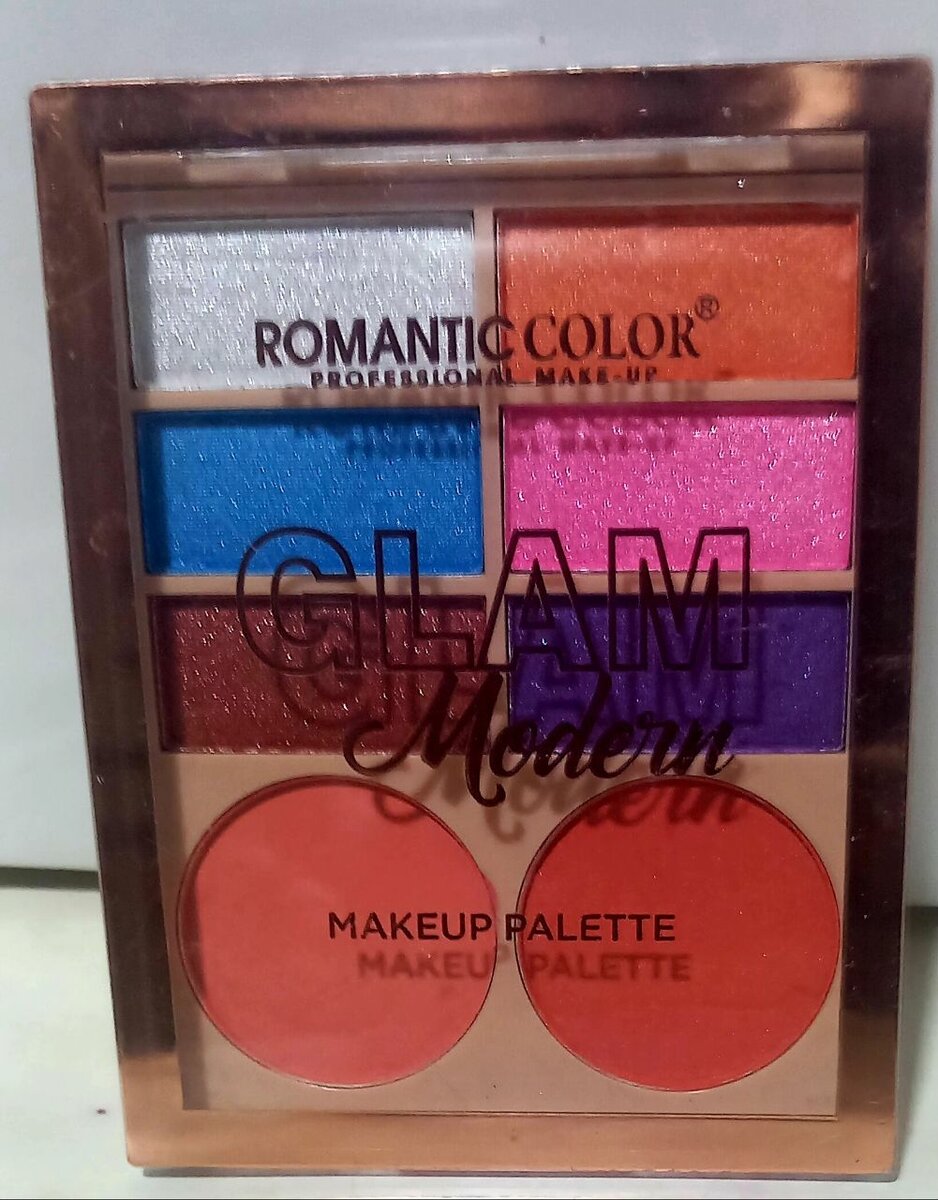 ROMANTIC COLOR®
PROFESSIONAL MAKE-UP
GLAM
Modern
MAKEUP PALETTE